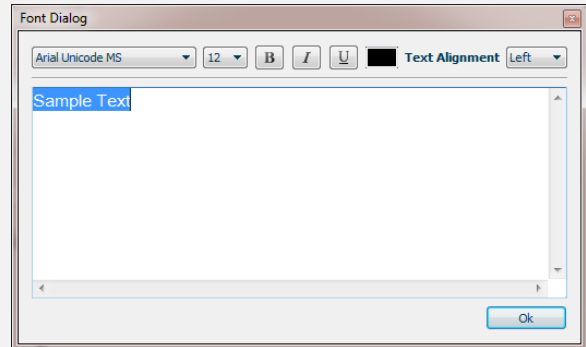 Font Dialog
Arial Unicode MS 12 B I U Text Alignment Left
Sample Text
Ok